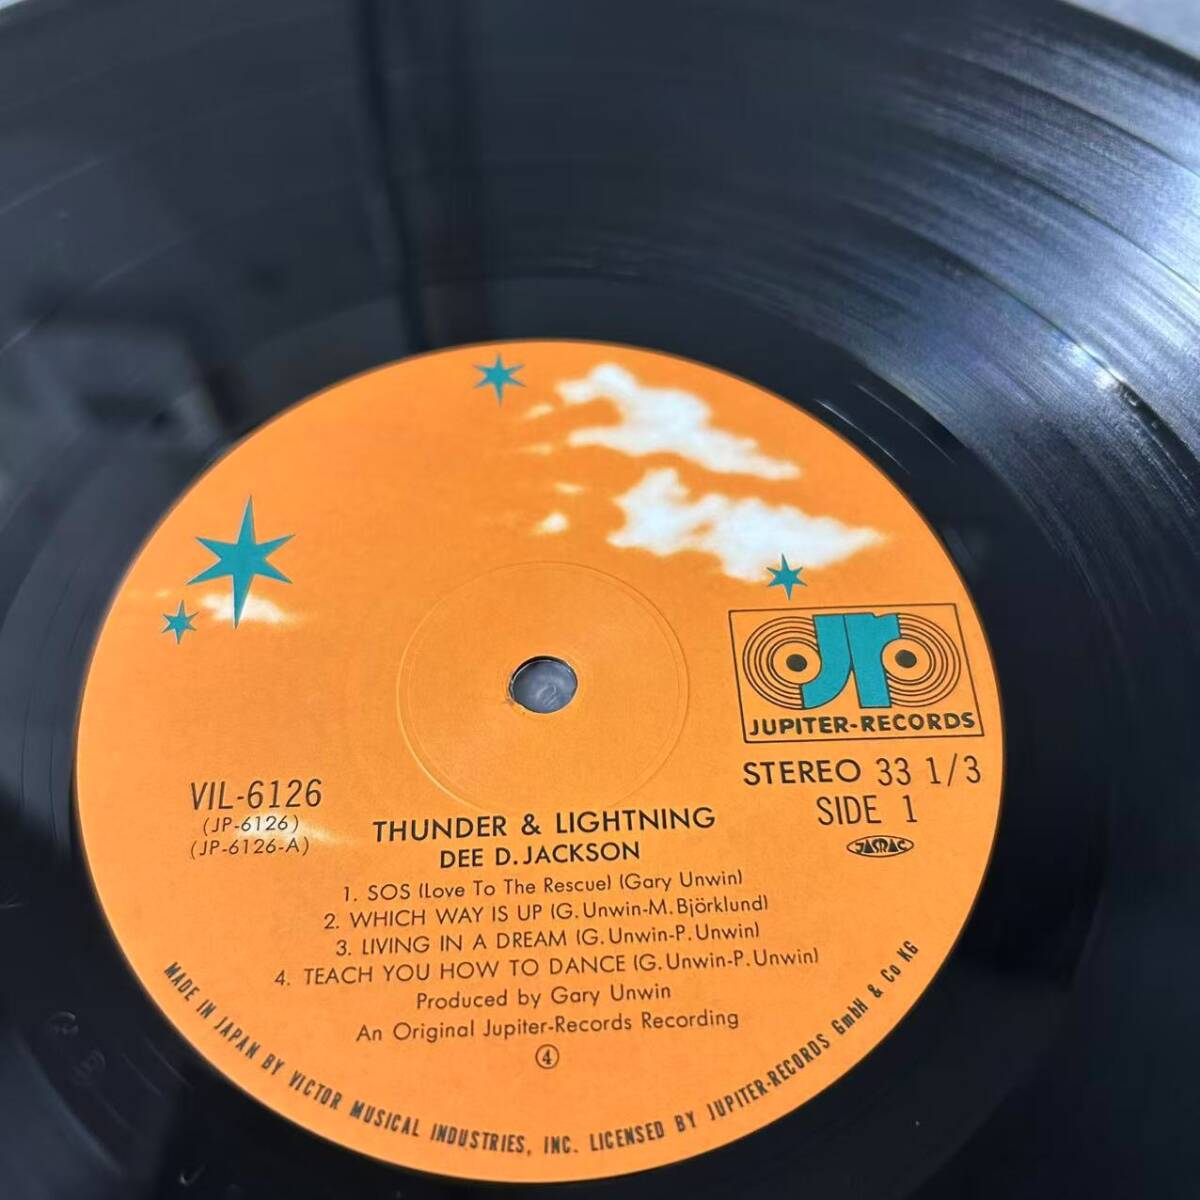 Jr
JUPITER-RECORDS
STEREO 33 1/3
SIDE 1
JASRAC
VIL-6126
(JP-6126)
(JP-6126-A)
THUNDER & LIGHTNING
DEE D. JACKSON
1. SOS (Love To The Rescue) (Gary Unwin)
2. WHICH WAY IS UP (G. Unwin-M. Björklund)
3. LIVING IN A DREAM (G. Unwin-P. Unwin)
4. TEACH YOU HOW TO DANCE (G. Unwin-P. Unwin)
Produced by Gary Unwin
An Original Jupiter-Records Recording
④
MADE IN JAPAN BY VICTOR MUSICAL INDUSTRIES, INC. LICENSED BY JUPITER-RECORDS GmbH & Co KG